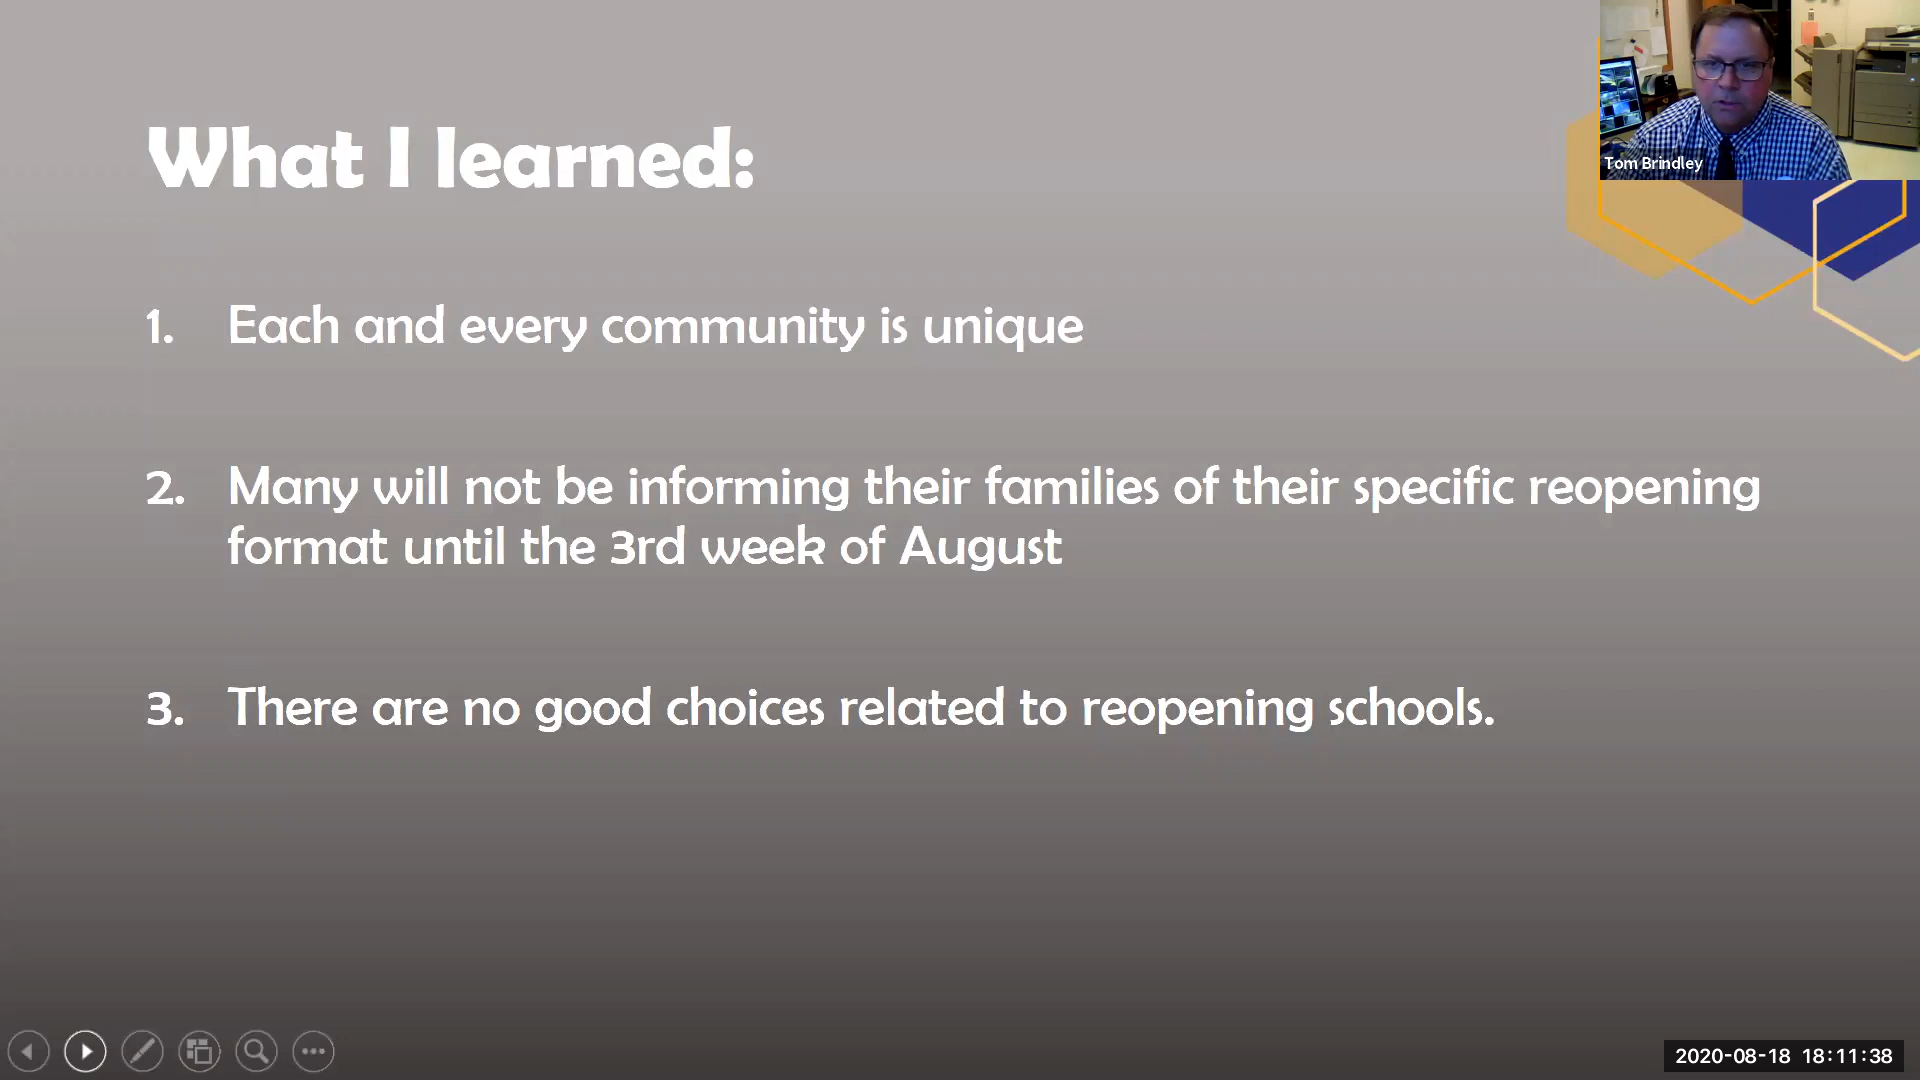 What I learned:
Tom Brindley
1. Each and every community is unique
2. Many will not be informing their families of their specific reopening
format until the 3rd week of August
3. There are no good choices related to reopening schools.
2020-08-18 18:11:38